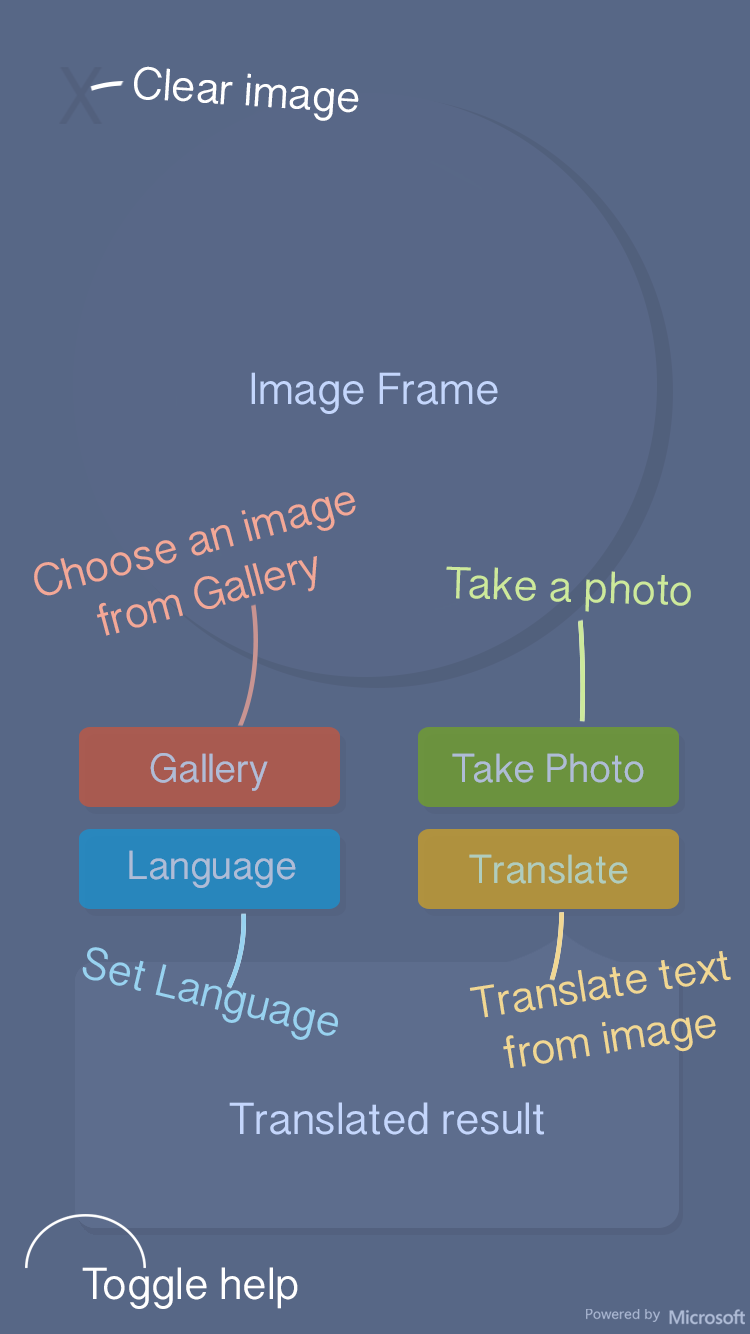 X
Clear image
Image Frame
Choose an image
from Gallery
Take a photo
Gallery
Take Photo
Language
Translate
Set Language
Translate text
from image
Translated result
Toggle help
Powered by Microsoft